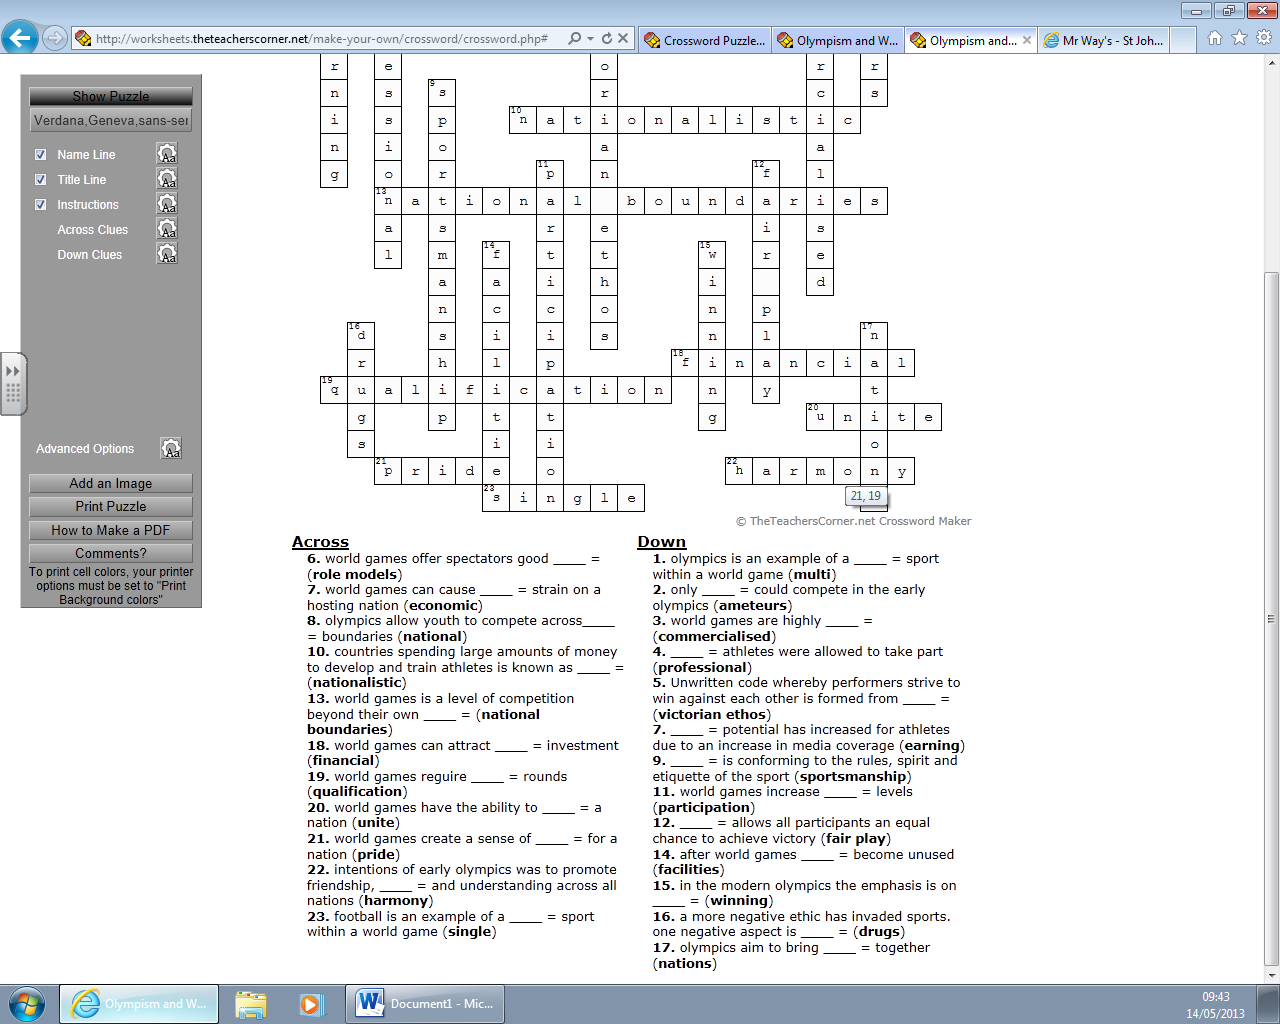 http://worksheets.theteacherscorner.net/make-your-own/crossword/crossword.php#
Crossword Puzzle...
Olympism and W...
Olympism and...
Mr Way's - St Joh...
Show Puzzle
Verdana,Geneva,sans-ser
Name Line
Title Line
Instructions
Across Clues
Down Clues
Advanced Options
Add an Image
Print Puzzle
How to Make a PDF
Comments?
To print cell colors, your printer
options must be set to "Print
Background colors"
r e o r r
n s 9 s r c s
i s p 10 n a t i o n a l i s t i c
n i o a a
g o r 11 p n 12 f l
13 n a t i o n a l b o u n d a r i e s
a s r e i s
l m 14 f t t 15 w r e
a a i h i d
n c c o n p
16 d s i i s n l 17 n
r h l p i 18 f i n a n c i a l
19 q u a l i f i c a t i o n n y t
g p t t g 20 u n i t e
s i i o
21 p r i d e o 22 h a r m o n y
23 s i n g l e
21, 19
© TheTeachersCorner.net Crossword Maker
Across
6. world games offer spectators good ____ =
(role models)
7. world games can cause ____ = strain on a
hosting nation (economic)
8. olympics allow youth to compete across____
= boundaries (national)
10. countries spending large amounts of money
to develop and train athletes is known as ____ =
(nationalistic)
13. world games is a level of competition
beyond their own ____ = (national
boundaries)
18. world games can attract ____ = investment
(financial)
19. world games reguire ____ = rounds
(qualification)
20. world games have the ability to ____ = a
nation (unite)
21. world games create a sense of ____ = for a
nation (pride)
22. intentions of early olympics was to promote
friendship, ____ = and understanding across all
nations (harmony)
23. football is an example of a ____ = sport
within a world game (single)
Down
1. olympics is an example of a ____ = sport
within a world game (multi)
2. only ____ = could compete in the early
olympics (ameteurs)
3. world games are highly ____ =
(commercialised)
4. ____ = athletes were allowed to take part
(professional)
5. Unwritten code whereby performers strive to
win against each other is formed from ____ =
(victorian ethos)
7. ____ = potential has increased for athletes
due to an increase in media coverage (earning)
9. ____ = is conforming to the rules, spirit and
etiquette of the sport (sportsmanship)
11. world games increase ____ = levels
(participation)
12. ____ = allows all participants an equal
chance to achieve victory (fair play)
14. after world games ____ = become unused
(facilities)
15. in the modern olympics the emphasis is on
____ = (winning)
16. a more negative ethic has invaded sports.
one negative aspect is ____ = (drugs)
17. olympics aim to bring ____ = together
(nations)
Olympism and W...
Document1 - Mic...
09:43
14/05/2013